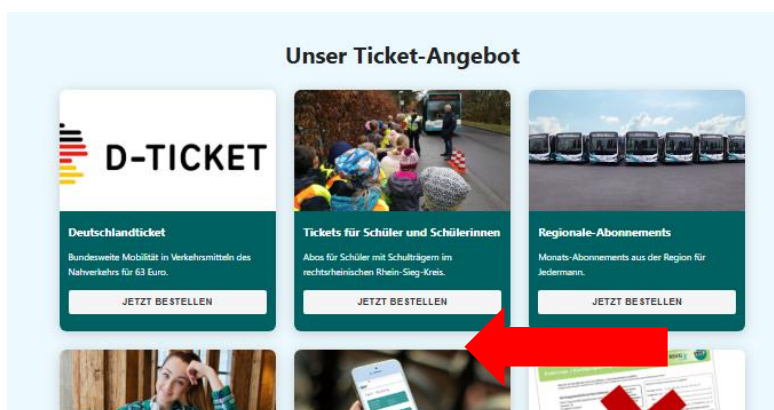 Unser Ticket-Angebot
D-TICKET
Deutschlandticket
Bundesweite Mobilität in Verkehrsmitteln des
Nahverkehrs für 63 Euro.
JETZT BESTELLEN
Tickets für Schüler und Schülerinnen
Abos für Schüler mit Schulträgern im
rechtsrheinischen Rhein-Sieg-Kreis.
JETZT BESTELLEN
Regionale-Abonnements
Monats-Abonnements aus der Region für
Jedermann.
JETZT BESTELLEN